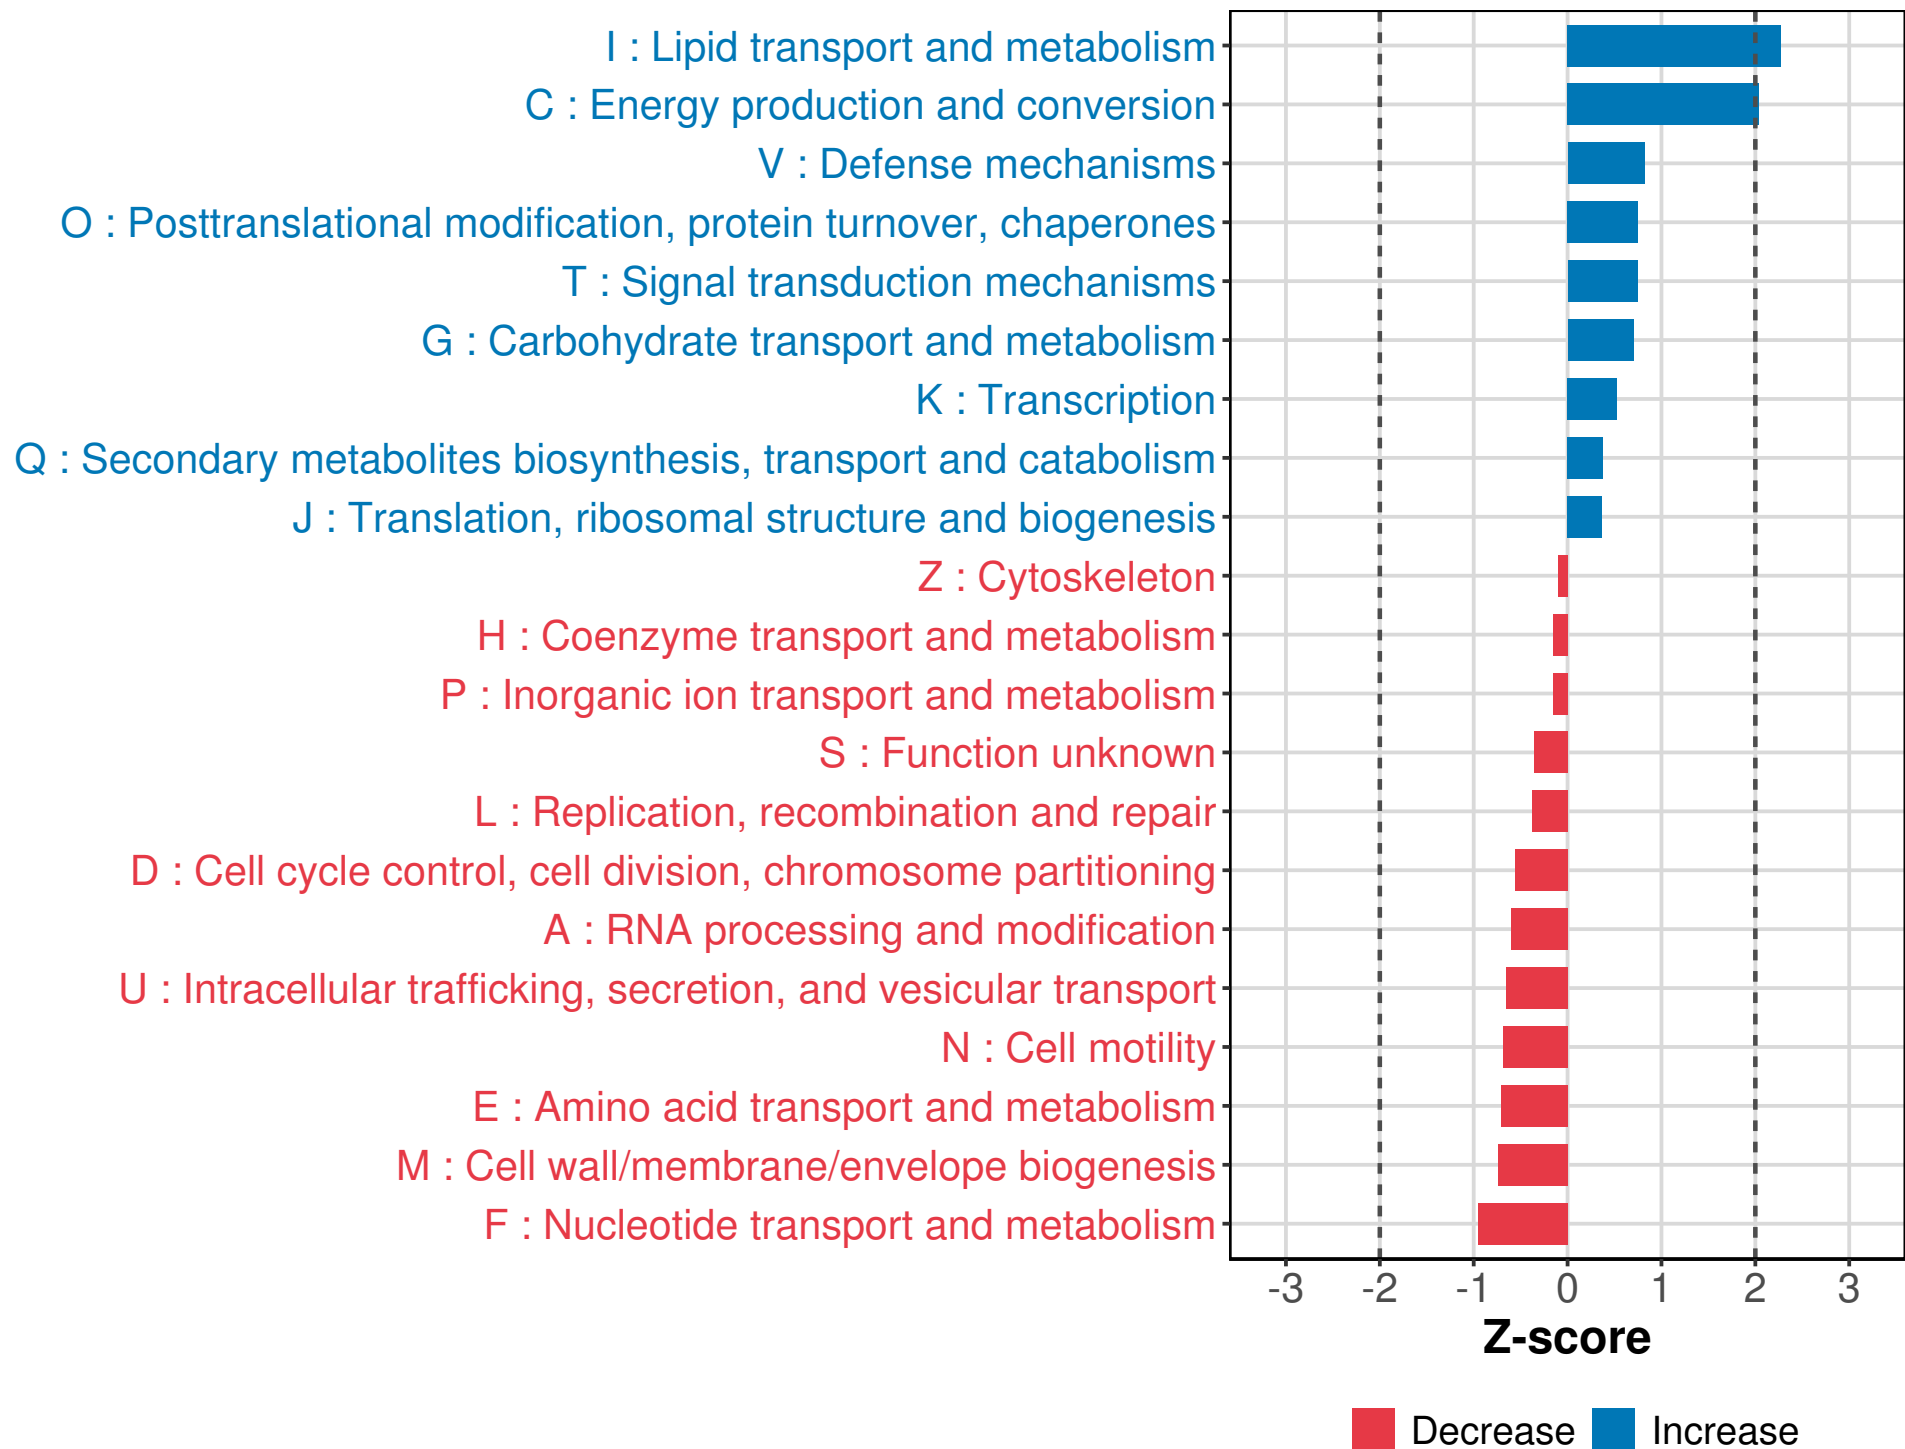 I : Lipid transport and metabolism
C : Energy production and conversion
V : Defense mechanisms
O : Posttranslational modification, protein turnover, chaperones
T : Signal transduction mechanisms
G : Carbohydrate transport and metabolism
K : Transcription
Q : Secondary metabolites biosynthesis, transport and catabolism
J : Translation, ribosomal structure and biogenesis
Z : Cytoskeleton
H : Coenzyme transport and metabolism
P : Inorganic ion transport and metabolism
S : Function unknown
L : Replication, recombination and repair
D : Cell cycle control, cell division, chromosome partitioning
A : RNA processing and modification
U : Intracellular trafficking, secretion, and vesicular transport
N : Cell motility
E : Amino acid transport and metabolism
M : Cell wall/membrane/envelope biogenesis
F : Nucleotide transport and metabolism
-3 -2 -1 0 1 2 3
Z-score
Decrease Increase